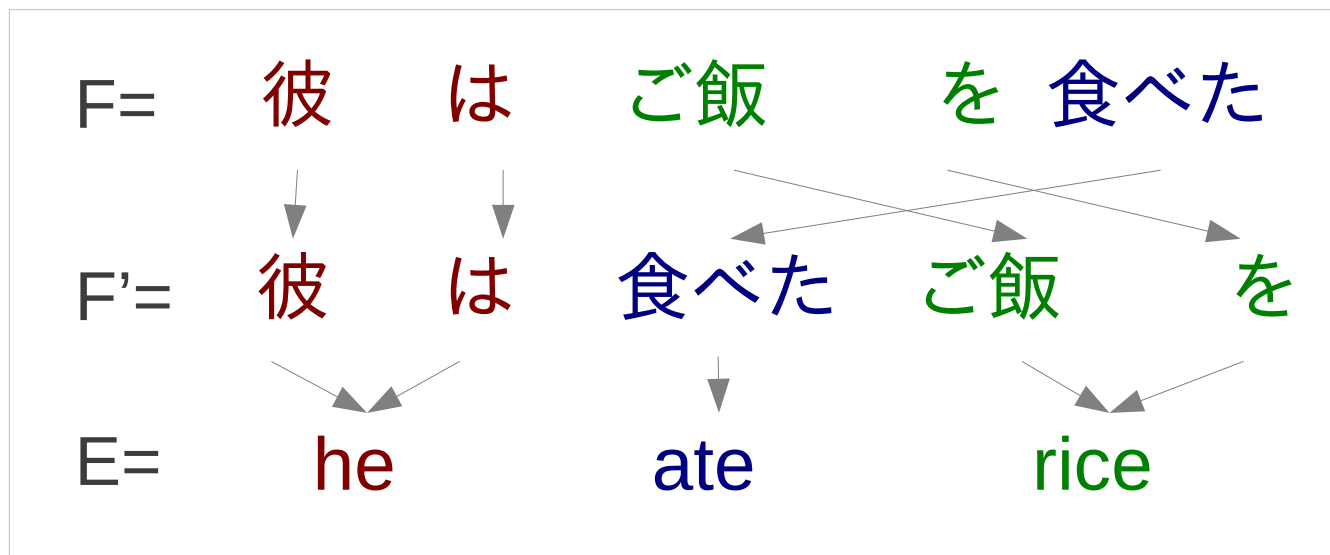 F= 彼 は ご飯 を 食べた
F’= 彼 は 食べた ご飯 を
E= he ate rice